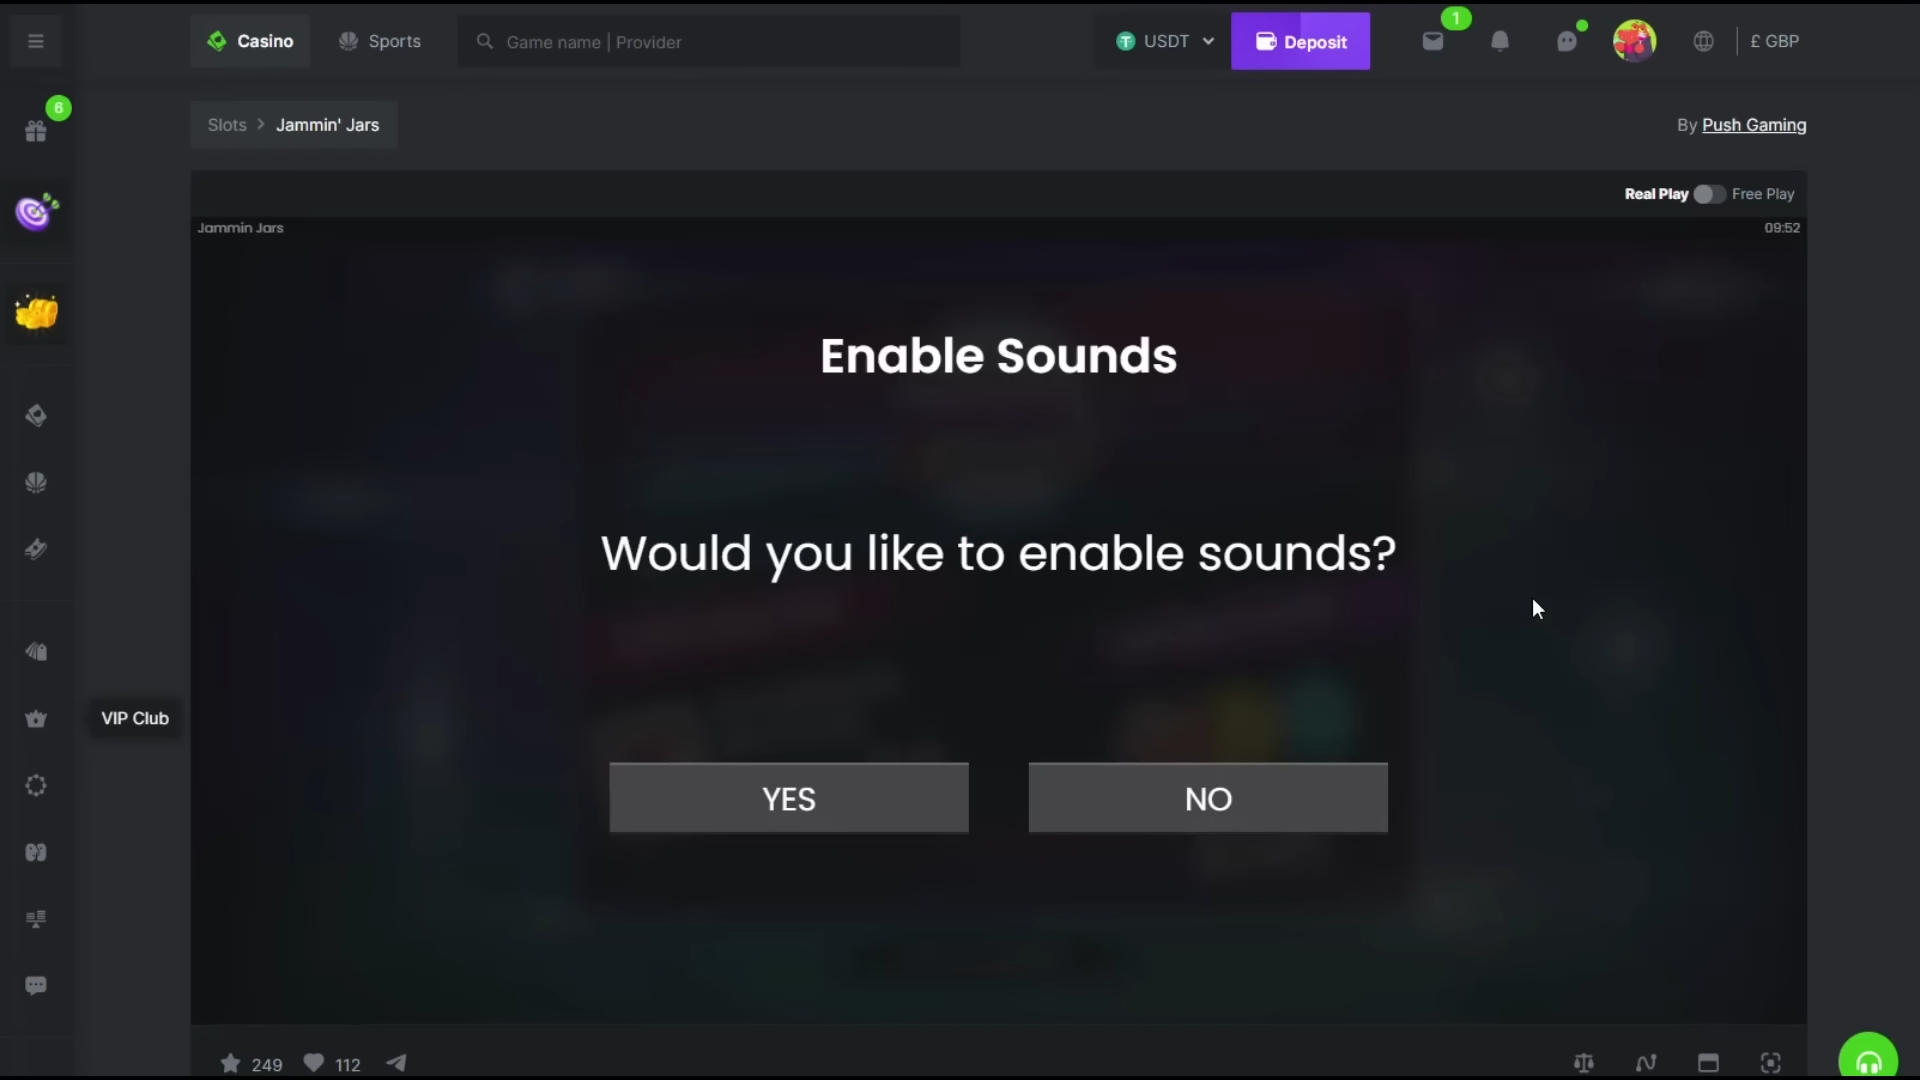 Casino
Sports
Game name | Provider
USDT
Deposit
1
£ GBP
6
Slots > Jammin' Jars
By Push Gaming
Real Play
Free Play
Jammin Jars
09:52
Enable Sounds
Would you like to enable sounds?
VIP Club
YES
NO
249
112